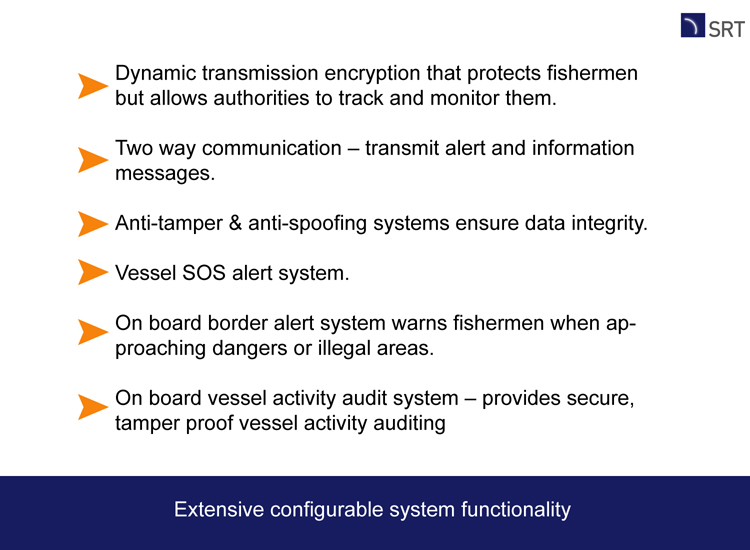 SRT
Dynamic transmission encryption that protects fishermen
but allows authorities to track and monitor them.
Two way communication – transmit alert and information
messages.
Anti-tamper & anti-spoofing systems ensure data integrity.
Vessel SOS alert system.
On board border alert system warns fishermen when ap-
proaching dangers or illegal areas.
On board vessel activity audit system – provides secure,
tamper proof vessel activity auditing
Extensive configurable system functionality